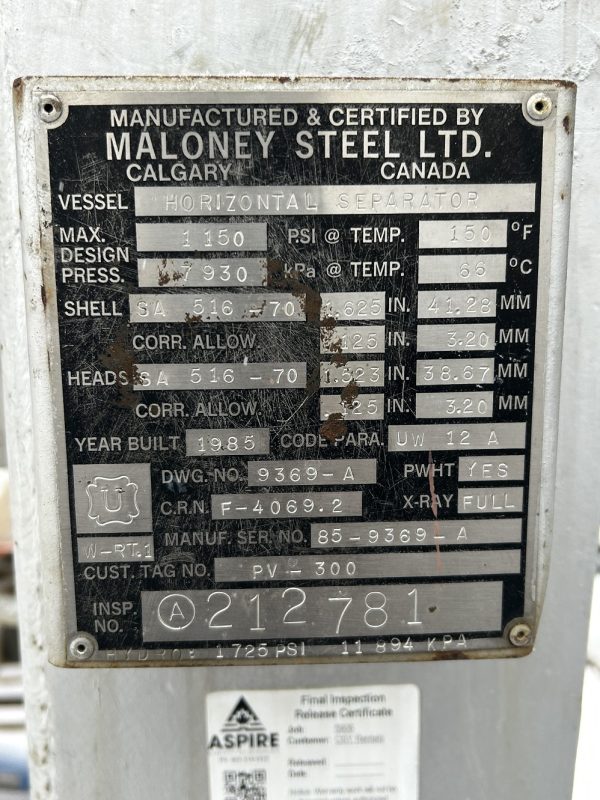 MANUFACTURED & CERTIFIED BY
MALONEY STEEL LTD.
CALGARY CANADA
VESSEL HORIZONTAL SEPARATOR
MAX. DESIGN PRESS. 1150 PSI @ TEMP. 150 °F
7930 kPa @ TEMP. 66 °C
SHELL SA 516-70 1.625 IN. 41.28 MM
CORR. ALLOW. .125 IN. 3.20 MM
HEADS SA 516-70 1.523 IN. 38.67 MM
CORR. ALLOW. .125 IN. 3.20 MM
YEAR BUILT 1985 CODE PARA. UW 12 A
DWG. NO. 9369-A PWHT YES
U C.R.N. F-4069.2 X-RAY FULL
W-RT.1 MANUF. SER. NO. 85-9369-A
CUST. TAG NO. PV-300
INSP. NO. A 212781
HYDRO: 1725 PSI 11 894 KPA
ASPIRE
Final Inspection
Release Certificate
Job:
Customer:
Released:
Date: